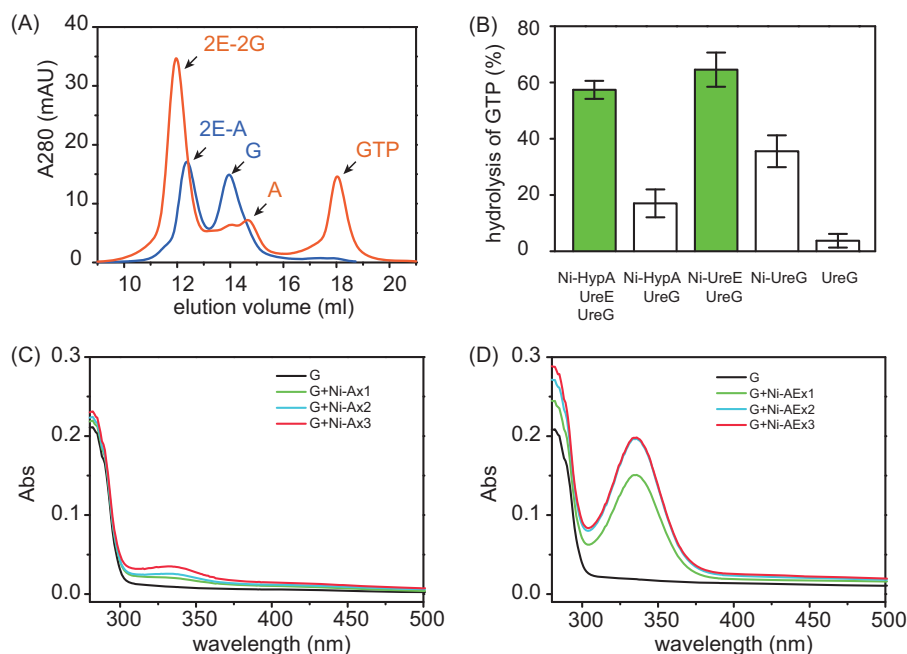 (A)
40
30
20
10
0
A280 (mAU)
2E-2G
2E-A
G
A
GTP
10 12 14 16 18 20
elution volume (ml)
(B)
80
60
40
20
0
hydrolysis of GTP (%)
Ni-HypA Ni-HypA Ni-UreE Ni-UreG UreG
UreE UreG UreG
UreG
(C)
0.3
0.2
0.1
0.0
Abs
G
G+Ni-Ax1
G+Ni-Ax2
G+Ni-Ax3
300 350 400 450 500
wavelength (nm)
(D)
0.3
0.2
0.1
0.0
Abs
G
G+Ni-AEx1
G+Ni-AEx2
G+Ni-AEx3
300 350 400 450 500
wavelength (nm)